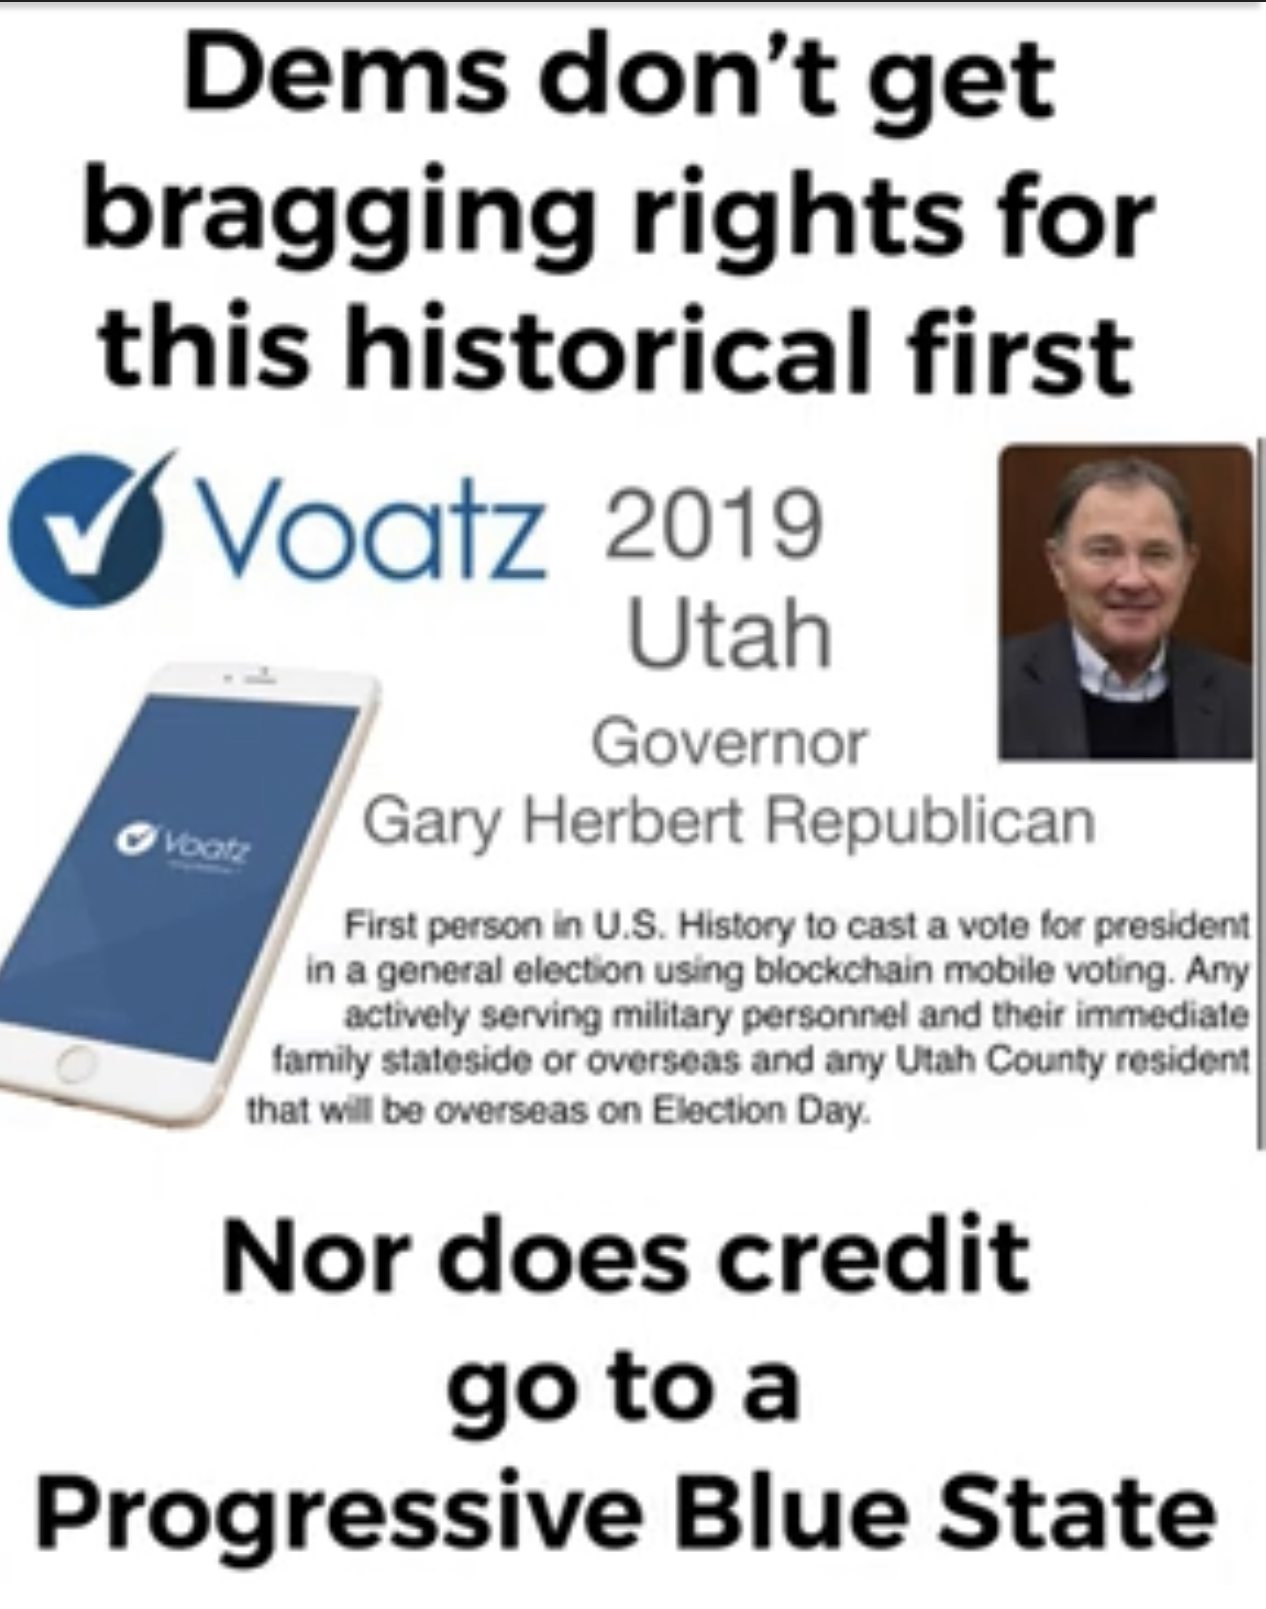 Dems don't get
bragging rights for
this historical first
Voatz 2019
Utah
Governor
Gary Herbert Republican
Voatz
First person in U.S. History to cast a vote for president
in a general election using blockchain mobile voting. Any
actively serving military personnel and their immediate
family stateside or overseas and any Utah County resident
that will be overseas on Election Day.
Nor does credit
go to a
Progressive Blue State